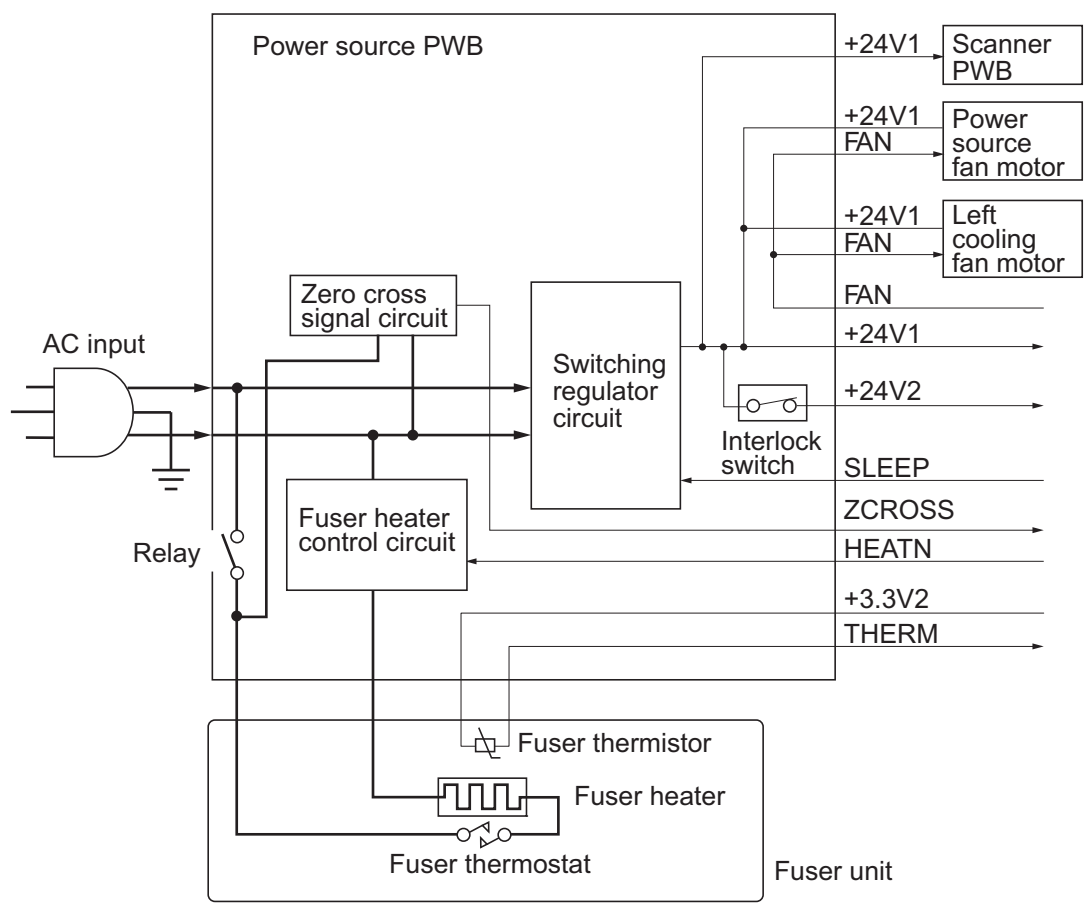 Power source PWB
+24V1
Scanner
PWB
+24V1
FAN
Power
source
fan motor
+24V1
FAN
Left
cooling
fan motor
FAN
+24V1
Zero cross
signal circuit
AC input
Switching
regulator
circuit
+24V2
Interlock
switch
SLEEP
ZCROSS
Fuser heater
control circuit
Relay
HEATN
+3.3V2
THERM
Fuser thermistor
Fuser heater
Fuser thermostat
Fuser unit